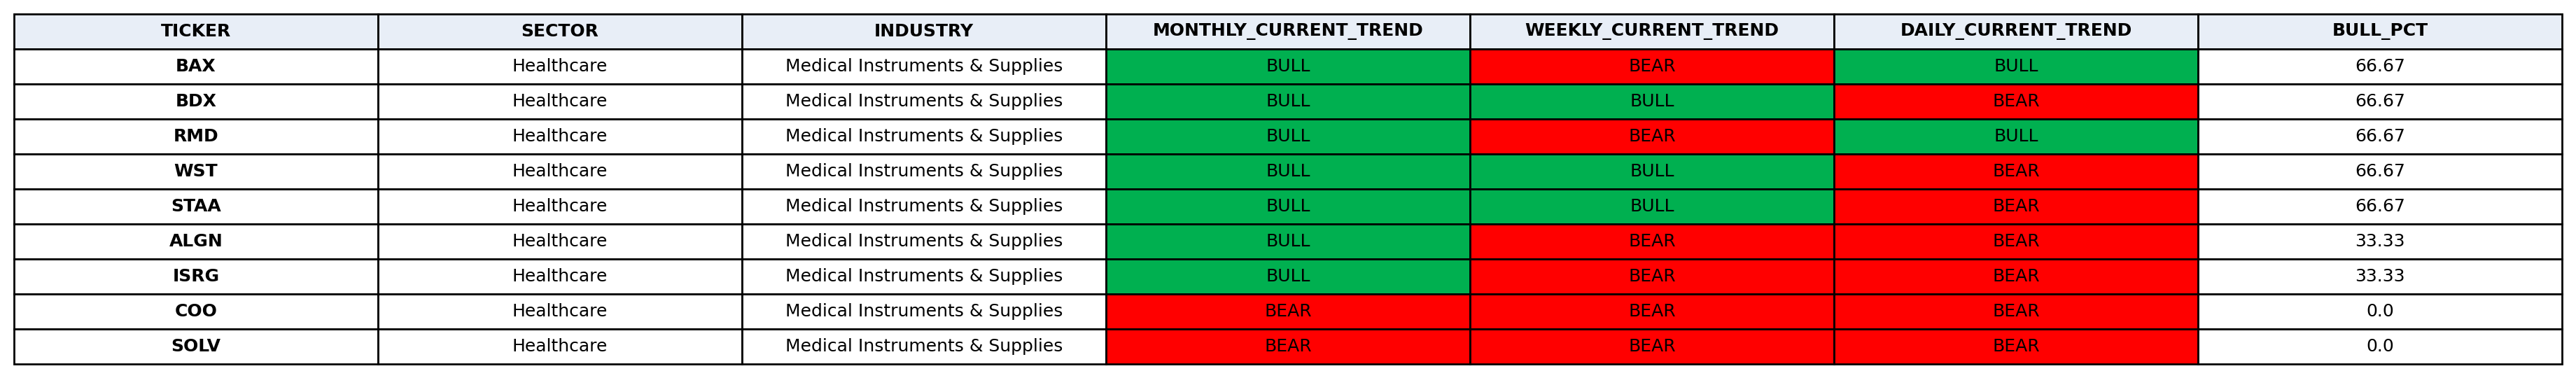 TICKER SECTOR INDUSTRY MONTHLY_CURRENT_TREND WEEKLY_CURRENT_TREND DAILY_CURRENT_TREND BULL_PCT
BAX Healthcare Medical Instruments & Supplies BULL BEAR BULL 66.67
BDX Healthcare Medical Instruments & Supplies BULL BULL BEAR 66.67
RMD Healthcare Medical Instruments & Supplies BULL BEAR BULL 66.67
WST Healthcare Medical Instruments & Supplies BULL BULL BEAR 66.67
STAA Healthcare Medical Instruments & Supplies BULL BULL BEAR 66.67
ALGN Healthcare Medical Instruments & Supplies BULL BEAR BEAR 33.33
ISRG Healthcare Medical Instruments & Supplies BULL BEAR BEAR 33.33
COO Healthcare Medical Instruments & Supplies BEAR BEAR BEAR 0.0
SOLV Healthcare Medical Instruments & Supplies BEAR BEAR BEAR 0.0